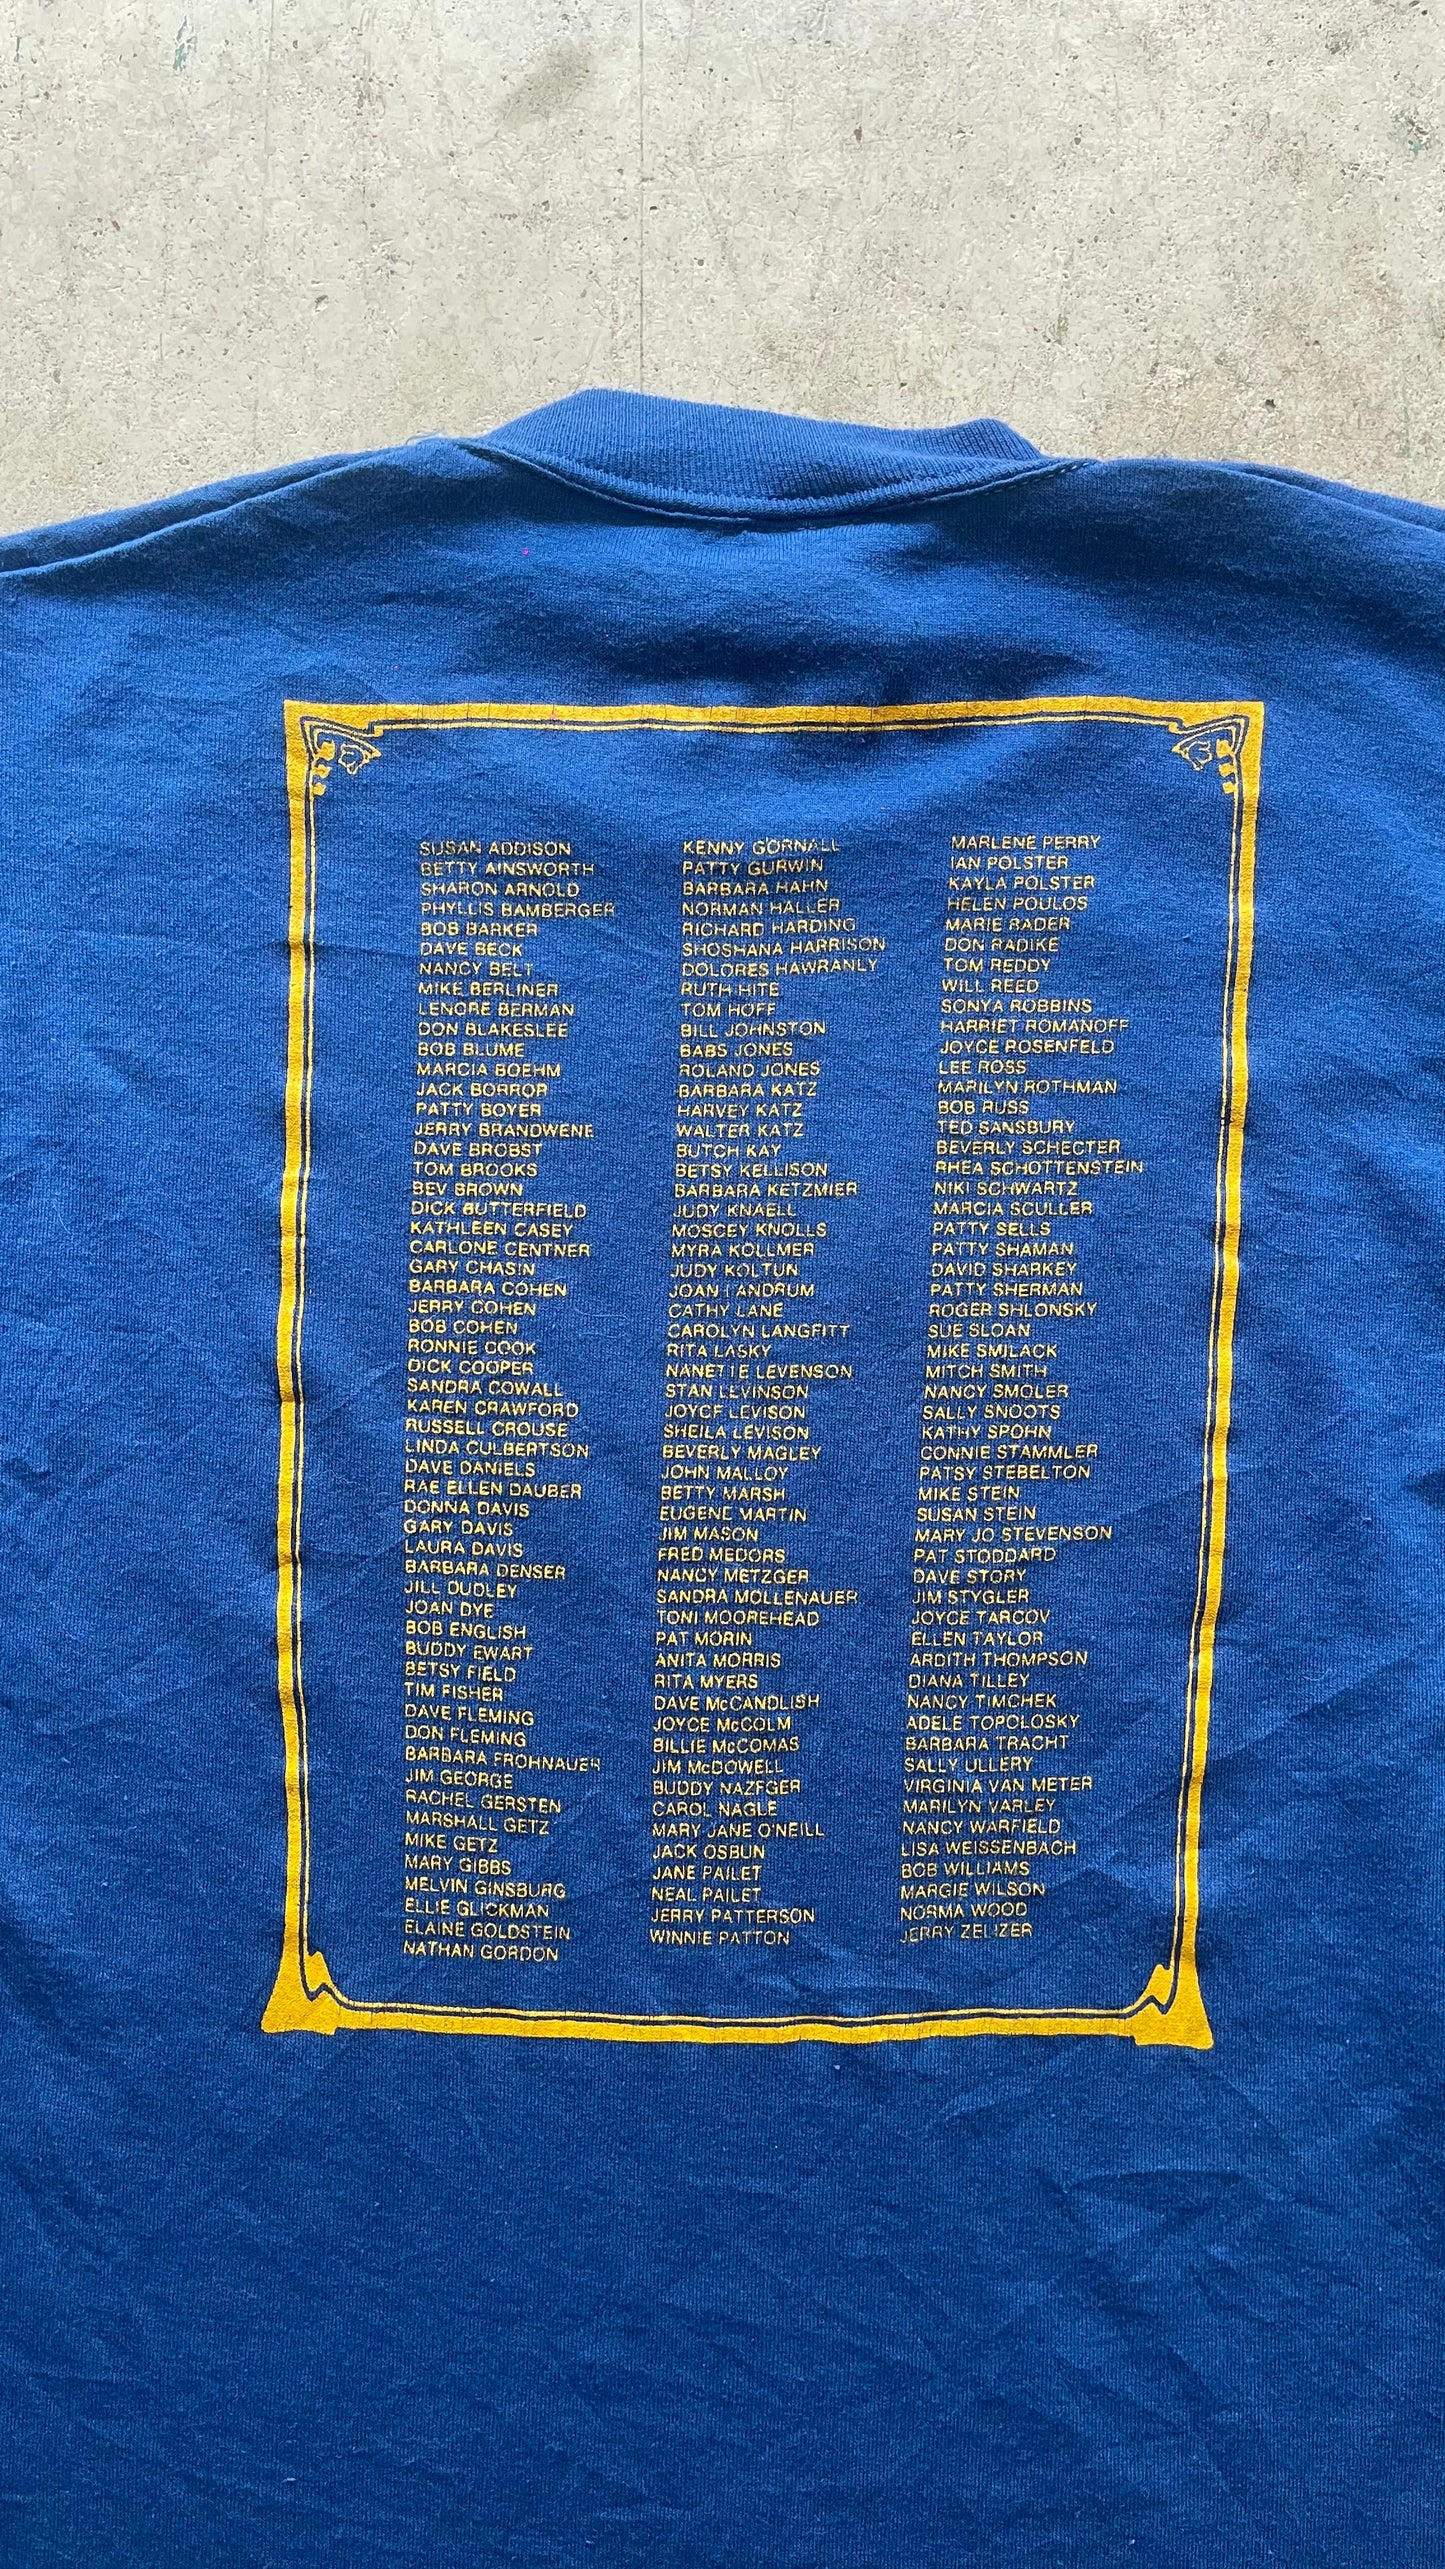 SUSAN ADDISON
BETTY AINSWORTH
SHARON ARNOLD
PHYLLIS BAMBERGER
BOB BARKER
DAVE BECK
NANCY BELT
MIKE BERLINER
LENORE BERMAN
DON BLAKESLEE
BOB BLUME
MARCIA BOEHM
JACK BORROR
PATTY BOYER
JERRY BRANDWENE
DAVE BROBST
TOM BROOKS
BEV BROWN
DICK BUTTERFIELD
KATHLEEN CASEY
CARLONE CENTNER
GARY CHASIN
BARBARA COHEN
JERRY COHEN
BOB COHEN
RONNIE COOK
DICK COOPER
SANDRA COWALL
KAREN CRAWFORD
RUSSELL CROUSE
LINDA CULBERTSON
DAVE DANIELS
RAE ELLEN DAUBER
DONNA DAVIS
GARY DAVIS
LAURA DAVIS
BARBARA DENSER
JILL DUDLEY
JOAN DYE
BOB ENGLISH
BUDDY EWART
BETSY FIELD
TIM FISHER
DAVE FLEMING
DON FLEMING
BARBARA FROHNAUER
JIM GEORGE
RACHEL GERSTEN
MARSHALL GETZ
MIKE GETZ
MARY GIBBS
MELVIN GINSBURG
ELLIE GLICKMAN
ELAINE GOLDSTEIN
NATHAN GORDON
KENNY GORNALL
PATTY GURWIN
BARBARA HAHN
NORMAN HALLER
RICHARD HARDING
SHOSHANA HARRISON
DOLORES HAWRANLY
RUTH HITE
TOM HOFF
BILL JOHNSTON
BABS JONES
ROLAND JONES
BARBARA KATZ
HARVEY KATZ
WALTER KATZ
BUTCH KAY
BETSY KELLISON
BARBARA KETZMIER
JUDY KNAELL
MOSCEY KNOLLS
MYRA KOLLMER
JUDY KOLTUN
JOAN LANDRUM
CATHY LANE
CAROLYN LANGFITT
RITA LASKY
NANETTE LEVENSON
STAN LEVINSON
JOYCE LEVISON
SHEILA LEVISON
BEVERLY MAGLEY
JOHN MALLOY
BETTY MARSH
EUGENE MARTIN
JIM MASON
FRED MEDORS
NANCY METZGER
SANDRA MOLLENAUER
TONI MOOREHEAD
PAT MORIN
ANITA MORRIS
RITA MYERS
DAVE McCANDLISH
JOYCE McCOLM
BILLIE McCOMAS
JIM McDOWELL
BUDDY NAZEGER
CAROL NAGLE
MARY JANE O'NEILL
JACK OSBUN
JANE PAILET
NEAL PAILET
JERRY PATTERSON
WINNIE PATTON
MARLENE PERRY
IAN POLSTER
KAYLA POLSTER
HELEN POULOS
MARIE RADER
DON RADIKE
TOM REDDY
WILL REED
SONYA ROBBINS
HARRIET ROMANOFF
JOYCE ROSENFELD
LEE ROSS
MARILYN ROTHMAN
BOB RUSS
TED SANSBURY
BEVERLY SCHECTER
RHEA SCHOTTENSTEIN
NIKI SCHWARTZ
MARCIA SCULLER
PATTY SELLS
PATTY SHAMAN
DAVID SHARKEY
PATTY SHERMAN
ROGER SHLONSKY
SUE SLOAN
MIKE SMILACK
MITCH SMITH
NANCY SMOLER
SALLY SNOOTS
KATHY SPOHN
CONNIE STAMMLER
PATSY STEBELTON
MIKE STEIN
SUSAN STEIN
MARY JO STEVENSON
PAT STODDARD
DAVE STORY
JIM STYGLER
JOYCE TARCOV
ELLEN TAYLOR
ARDITH THOMPSON
DIANA TILLEY
NANCY TIMCHEK
ADELE TOPOLOSKY
BARBARA TRACHT
SALLY ULLERY
VIRGINIA VAN METER
MARILYN VARLEY
NANCY WARFIELD
LISA WEISSENBACH
BOB WILLIAMS
MARGIE WILSON
NORMA WOOD
JERRY ZELIZER